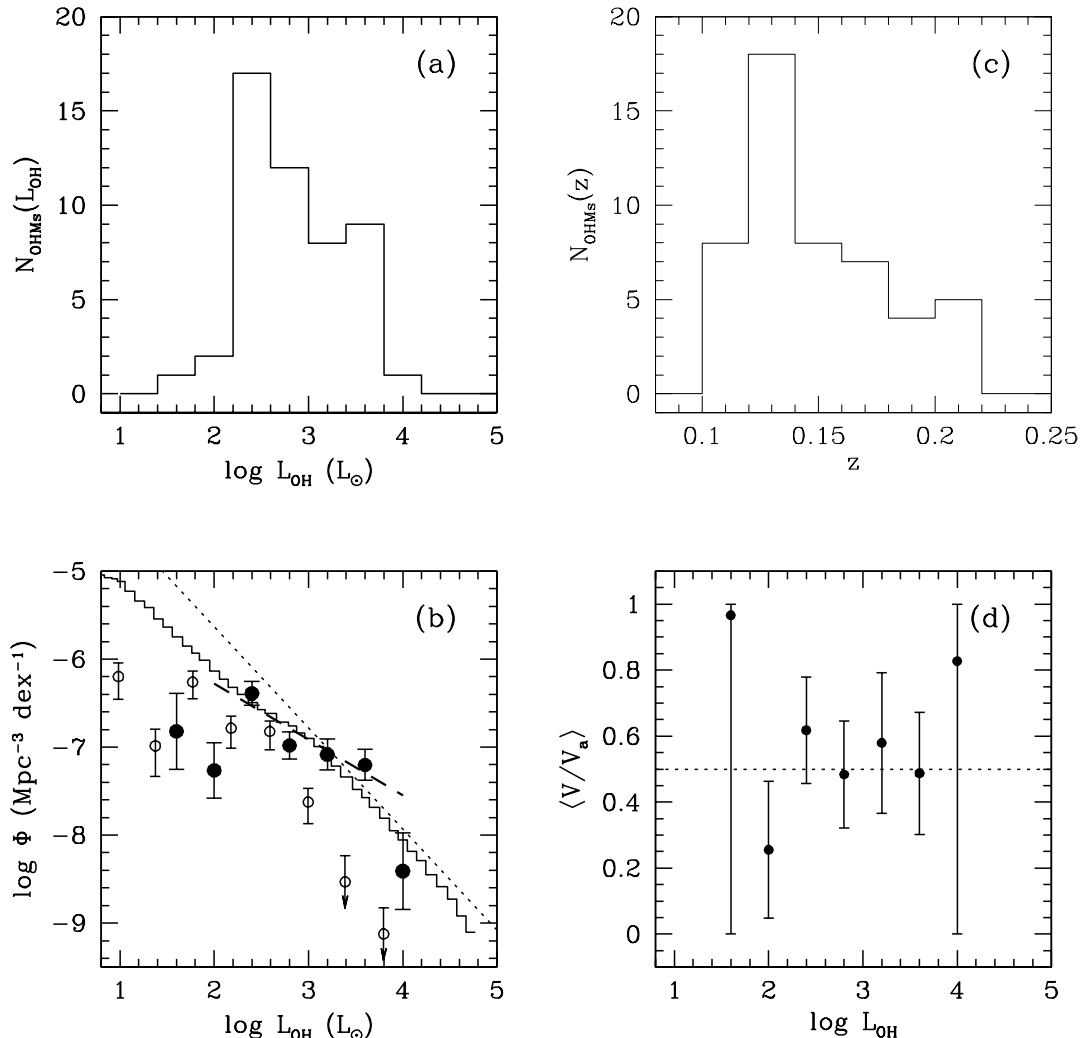 20
15
10
5
0
1 2 3 4 5
N_OHMs(L_OH)
log L_OH (L_⊙)
(a)
20
15
10
5
0
0.1 0.15 0.2 0.25
N_OHMs(z)
z
(c)
−5
−6
−7
−8
−9
1 2 3 4 5
log Φ (Mpc⁻³ dex⁻¹)
log L_OH (L_⊙)
(b)
1
0.8
0.6
0.4
0.2
0
1 2 3 4 5
⟨V/V_a⟩
log L_OH
(d)